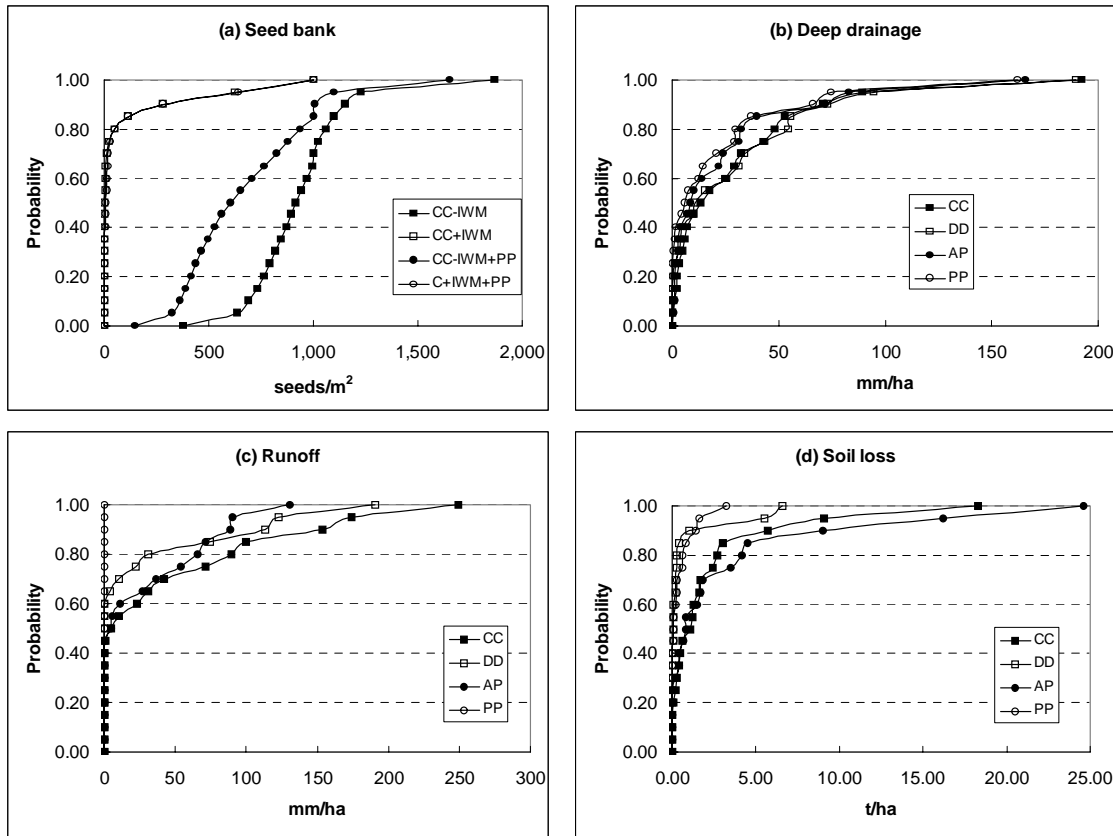 (a) Seed bank
1.00
0.80
0.60
0.40
0.20
0.00
Probability
0 500 1,000 1,500 2,000
seeds/m²
CC-IWM
CC+IWM
CC-IWM+PP
C+IWM+PP
(b) Deep drainage
1.00
0.80
0.60
0.40
0.20
0.00
Probability
0 50 100 150 200
mm/ha
CC
DD
AP
PP
(c) Runoff
1.00
0.80
0.60
0.40
0.20
0.00
Probability
0 50 100 150 200 250 300
mm/ha
CC
DD
AP
PP
(d) Soil loss
1.00
0.80
0.60
0.40
0.20
0.00
Probability
0.00 5.00 10.00 15.00 20.00 25.00
t/ha
CC
DD
AP
PP